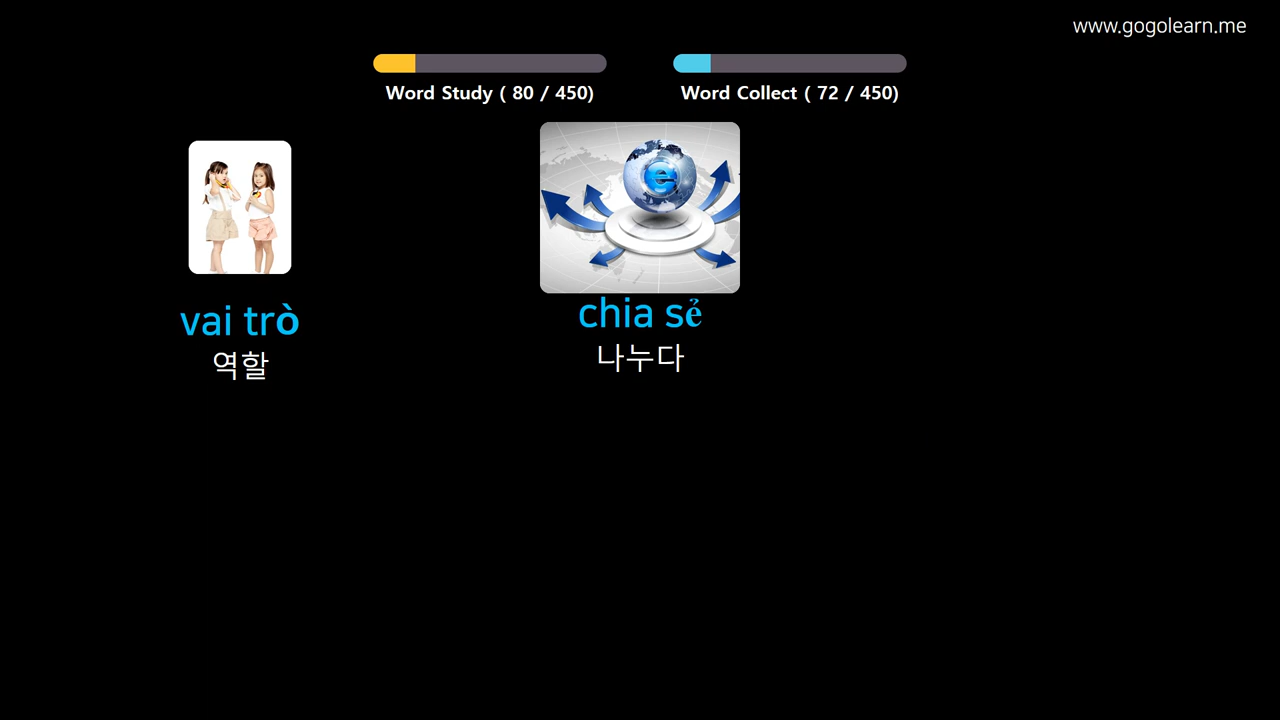 www.gogolearn.me
Word Study ( 80 / 450)
Word Collect ( 72 / 450)
e
vai trò
역할
chia sẻ
나누다